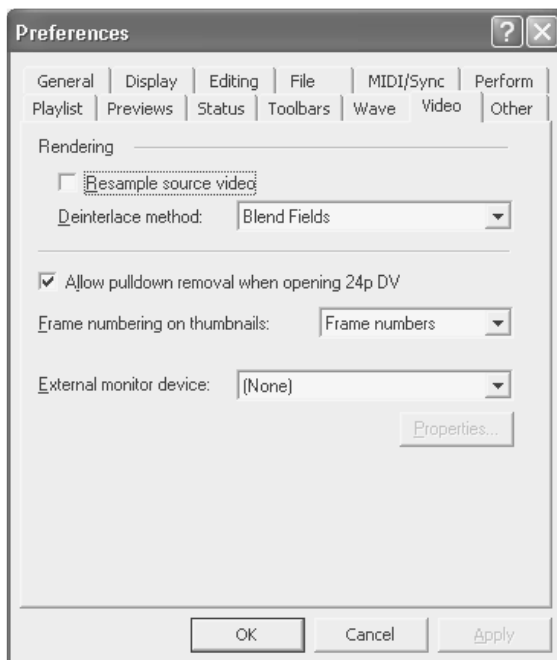 Preferences
General Display Editing File MIDI/Sync Perform
Playlist Previews Status Toolbars Wave Video Other
Rendering
Resample source video
Deinterlace method: Blend Fields
Allow pulldown removal when opening 24p DV
Frame numbering on thumbnails: Frame numbers
External monitor device: (None)
Properties...
OK Cancel Apply